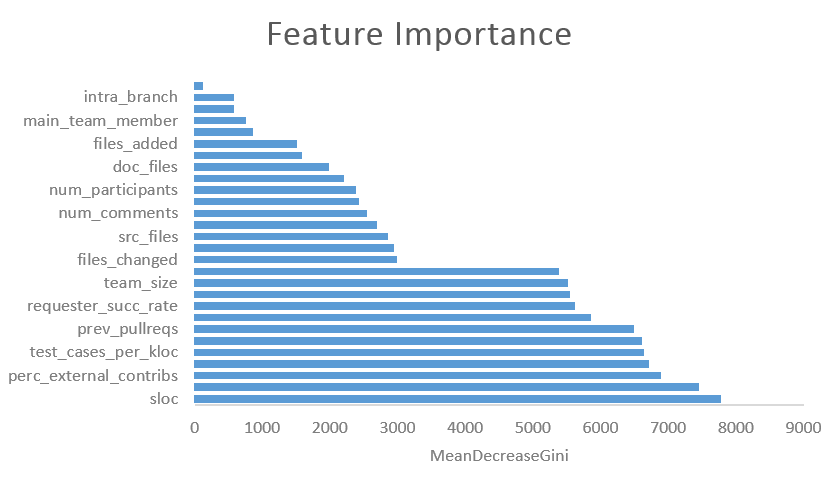 Feature Importance
intra_branch
main_team_member
files_added
doc_files
num_participants
num_comments
src_files
files_changed
team_size
requester_succ_rate
prev_pullreqs
test_cases_per_kloc
perc_external_contribs
sloc
0 1000 2000 3000 4000 5000 6000 7000 8000 9000
MeanDecreaseGini